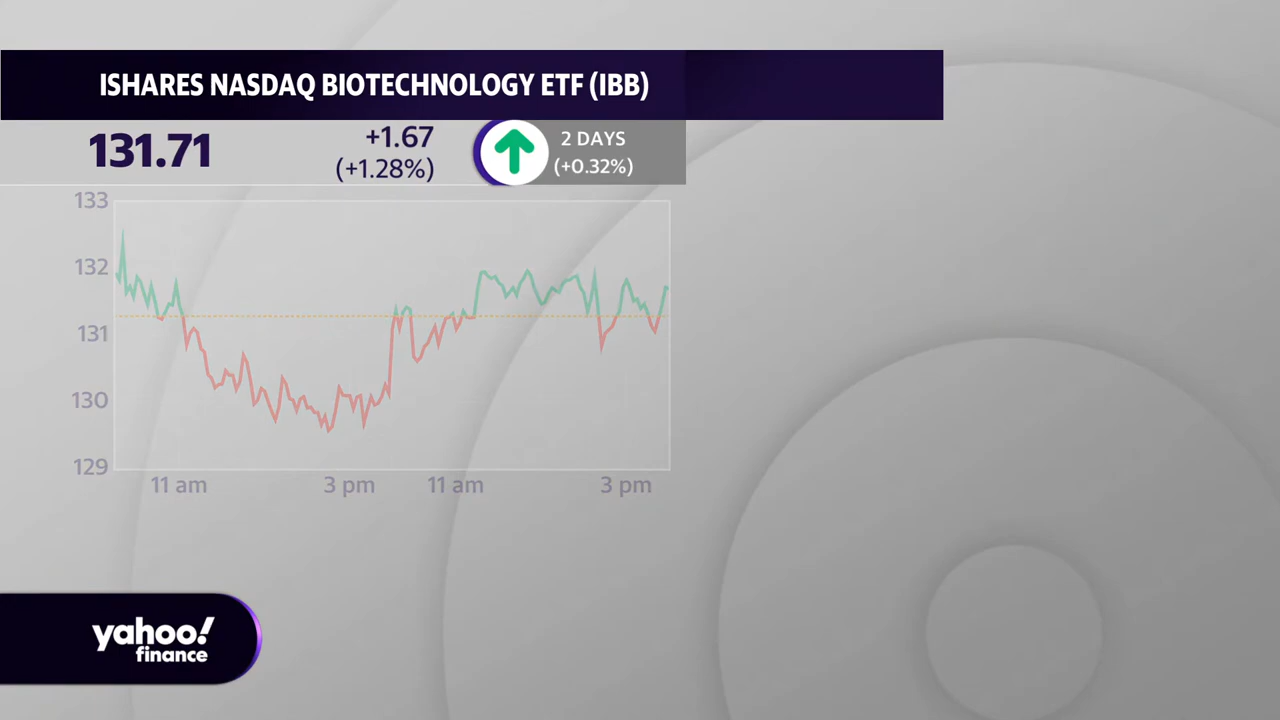 ISHARES NASDAQ BIOTECHNOLOGY ETF (IBB)
131.71
+1.67
(+1.28%)
2 DAYS
(+0.32%)
133
132
131
130
129
11 am 3 pm 11 am 3 pm
yahoo!
finance